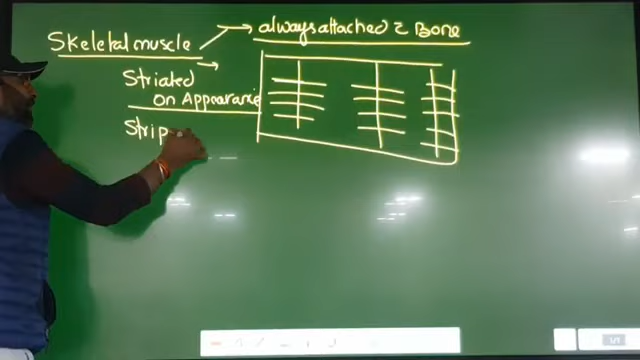 Skeletal muscle → always attached c Bone
Striated
on Appearance
Strip